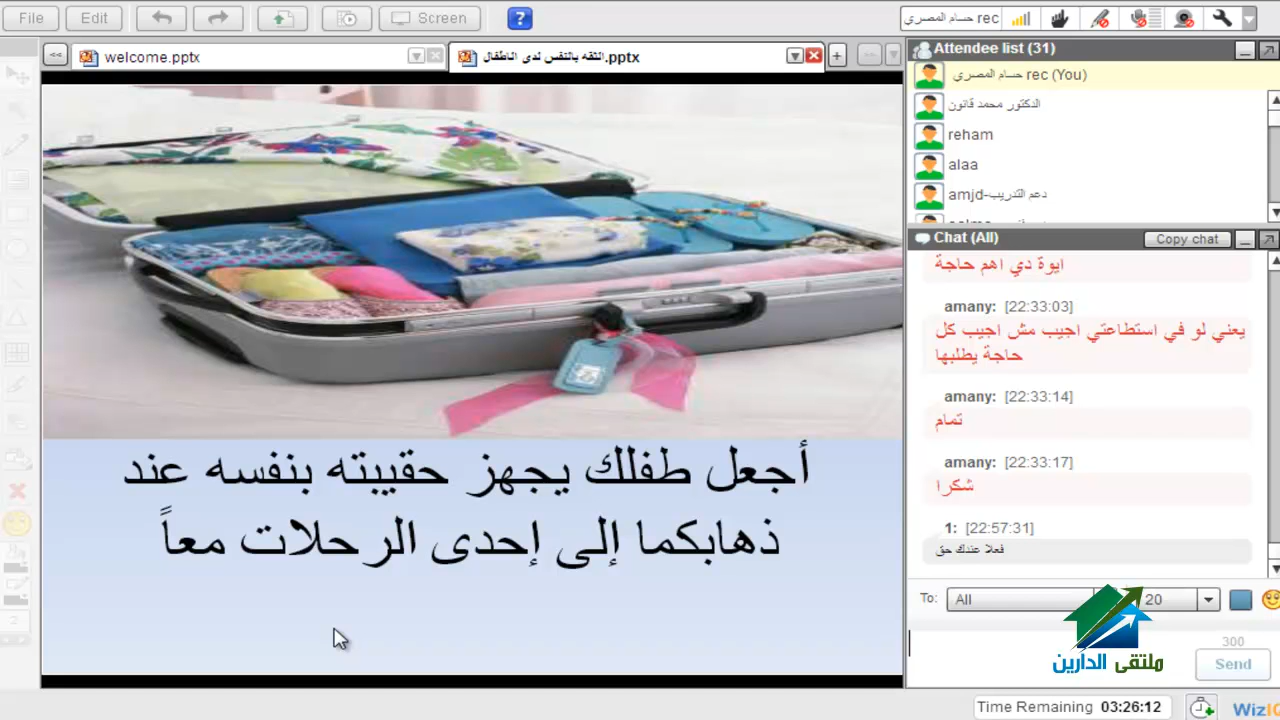 File
Edit
Screen
حسام المصري rec
welcome.pptx
الثقه بالنفس لدى الاطفال.pptx
Attendee list (31)
حسام المصري rec (You)
الدكتور محمد قانون
reham
alaa
amjd-دعم التدريب
Chat (All)
Copy chat
ايوة دي اهم حاجة
amany: [22:33:03]
يعني لو في استطاعتي اجيب مش اجيب كل
حاجة يطلبها
amany: [22:33:14]
تمام
amany: [22:33:17]
شكرا
1: [22:57:31]
فعلا عندك حق
أجعل طفلك يجهز حقيبته بنفسه عند
ذهابكما إلى إحدى الرحلات معاً
To:
All
20
300
Send
ملتقى الدارين
Time Remaining 03:26:12